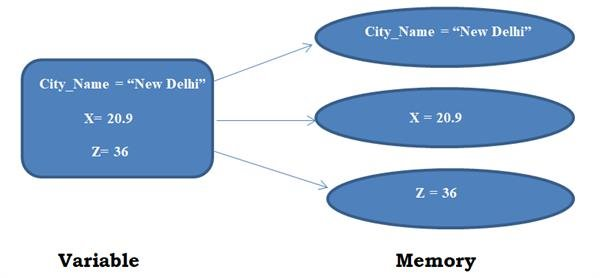 City_Name = “New Delhi”
X= 20.9
Z= 36
City_Name = “New Delhi”
X = 20.9
Z = 36
Variable
Memory